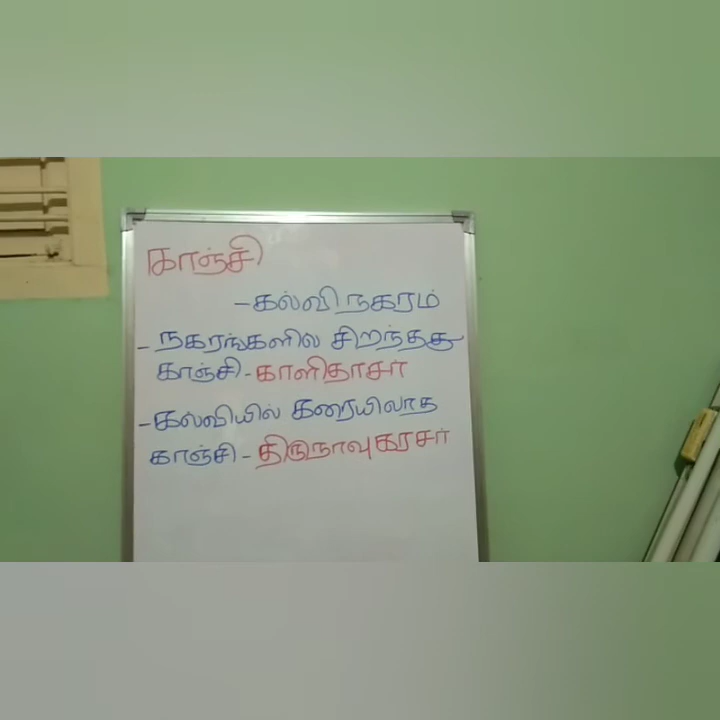 காஞ்சி
- கல்வி நகரம்
- நகரங்களில் சிறந்தது
காஞ்சி - காளிதாசர்
- கல்வியில் கரையிலாத
காஞ்சி - திருநாவுகரசர்